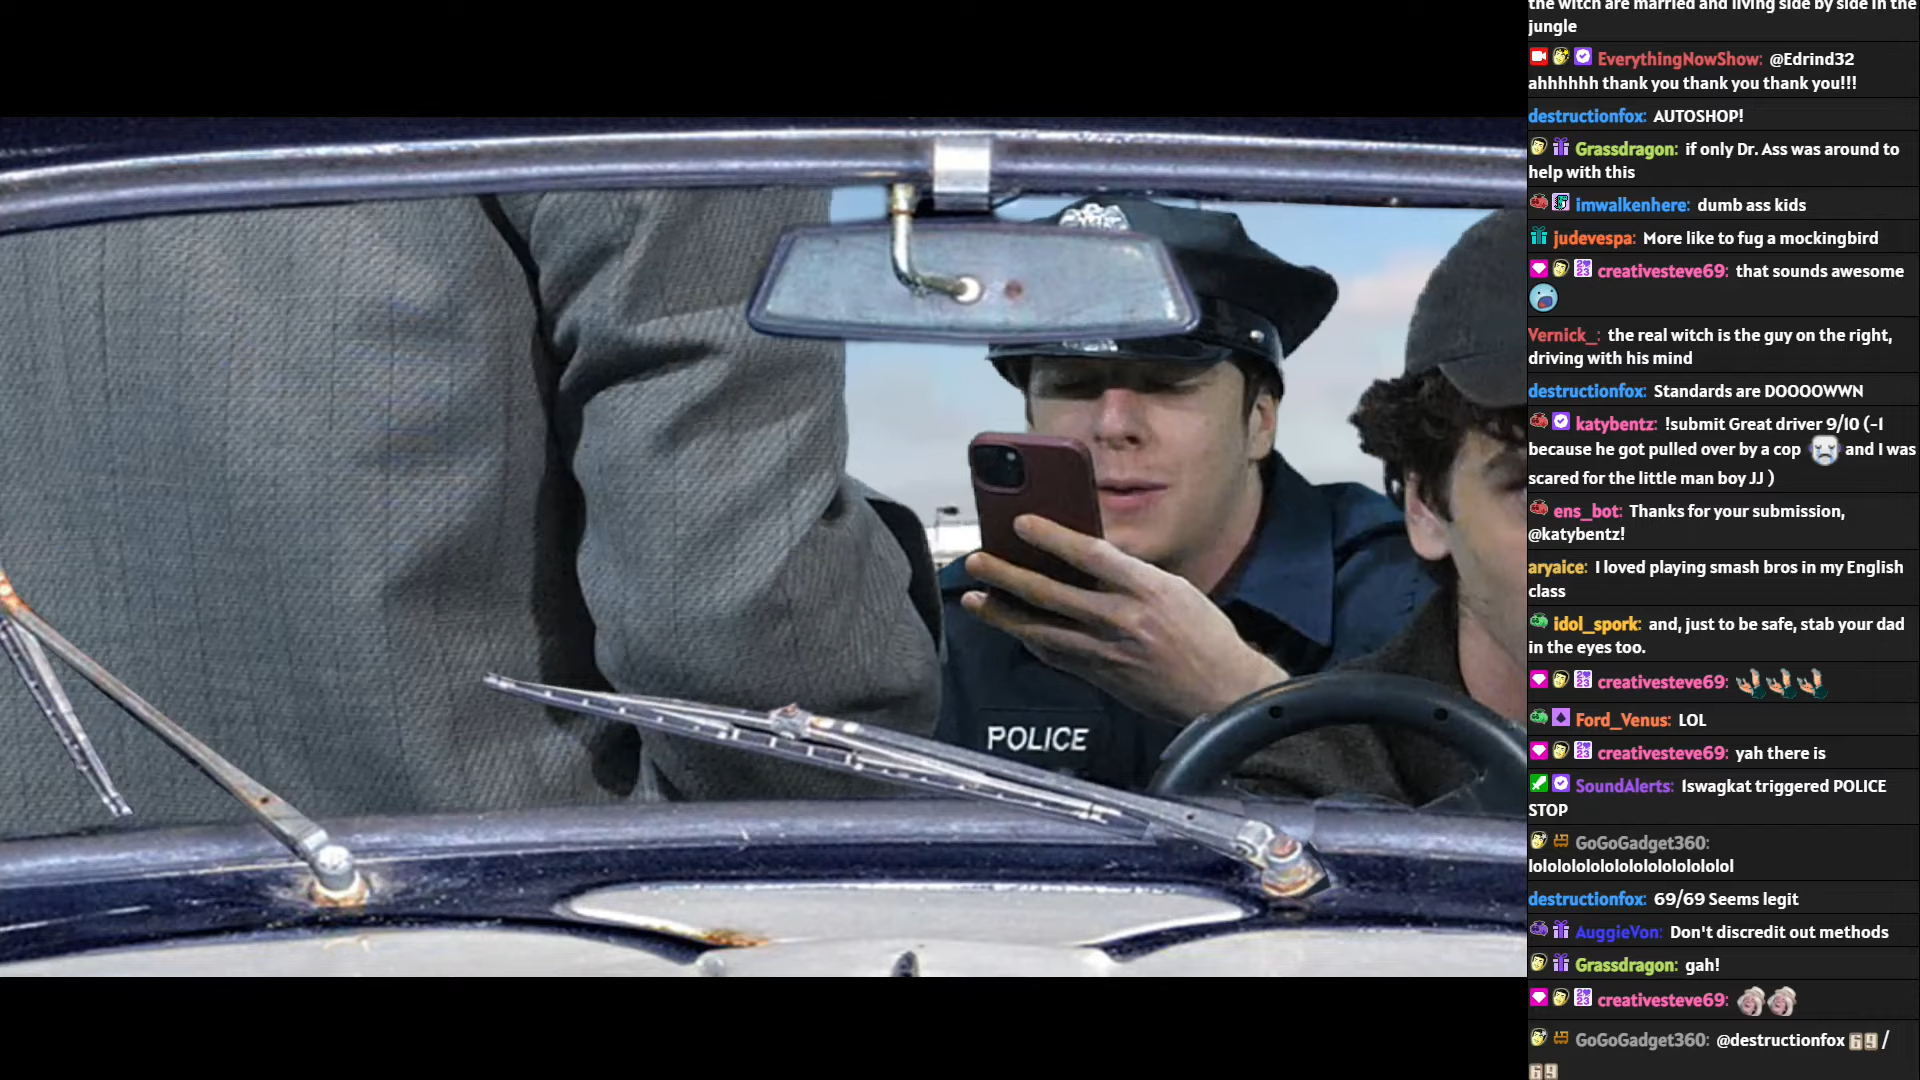 the witch are married and living side by side in the
jungle
EverythingNowShow: @Edrind32
ahhhhhh thank you thank you thank you!!!
destructionfox: AUTOSHOP!
Grassdragon: if only Dr. Ass was around to
help with this
imwalkenhere: dumb ass kids
judevespa: More like to fug a mockingbird
creativesteve69: that sounds awesome
Vernick_: the real witch is the guy on the right,
driving with his mind
destructionfox: Standards are DOOOOWWN
katybentz: !submit Great driver 9/10 (-1
because he got pulled over by a cop and I was
scared for the little man boy JJ )
ens_bot: Thanks for your submission,
@katybentz!
aryaice: I loved playing smash bros in my English
class
idol_spork: and, just to be safe, stab your dad
in the eyes too.
creativesteve69:
Ford_Venus: LOL
creativesteve69: yah there is
SoundAlerts: 1swagkat triggered POLICE
STOP
GoGoGadget360:
lolololololololololololololol
destructionfox: 69/69 Seems legit
AuggieVon: Don't discredit out methods
Grassdragon: gah!
creativesteve69:
GoGoGadget360: @destructionfox 69 /
69
POLICE